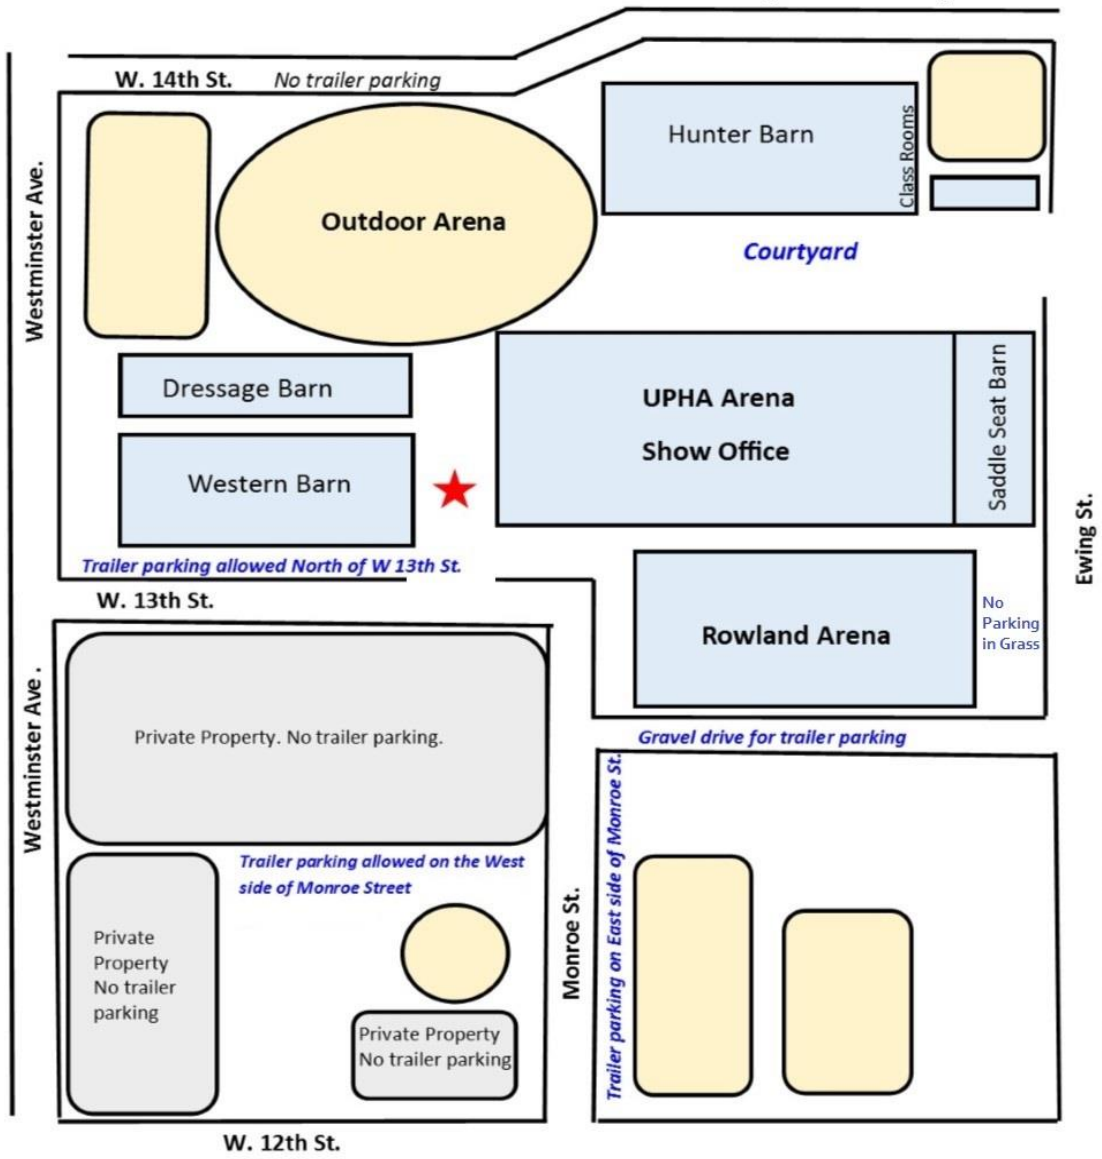 W. 14th St.
No trailer parking
Hunter Barn
Class Rooms
Westminster Ave.
Outdoor Arena
Courtyard
Dressage Barn
UPHA Arena
Show Office
Saddle Seat Barn
Western Barn
Ewing St.
Trailer parking allowed North of W 13th St.
W. 13th St.
No
Parking
in Grass
Rowland Arena
Westminster Ave .
Private Property. No trailer parking.
Gravel drive for trailer parking
Trailer parking allowed on the West
side of Monroe Street
Monroe St.
Trailer parking on East side of Monroe St.
Private
Property
No trailer
parking
Private Property
No trailer parking
W. 12th St.